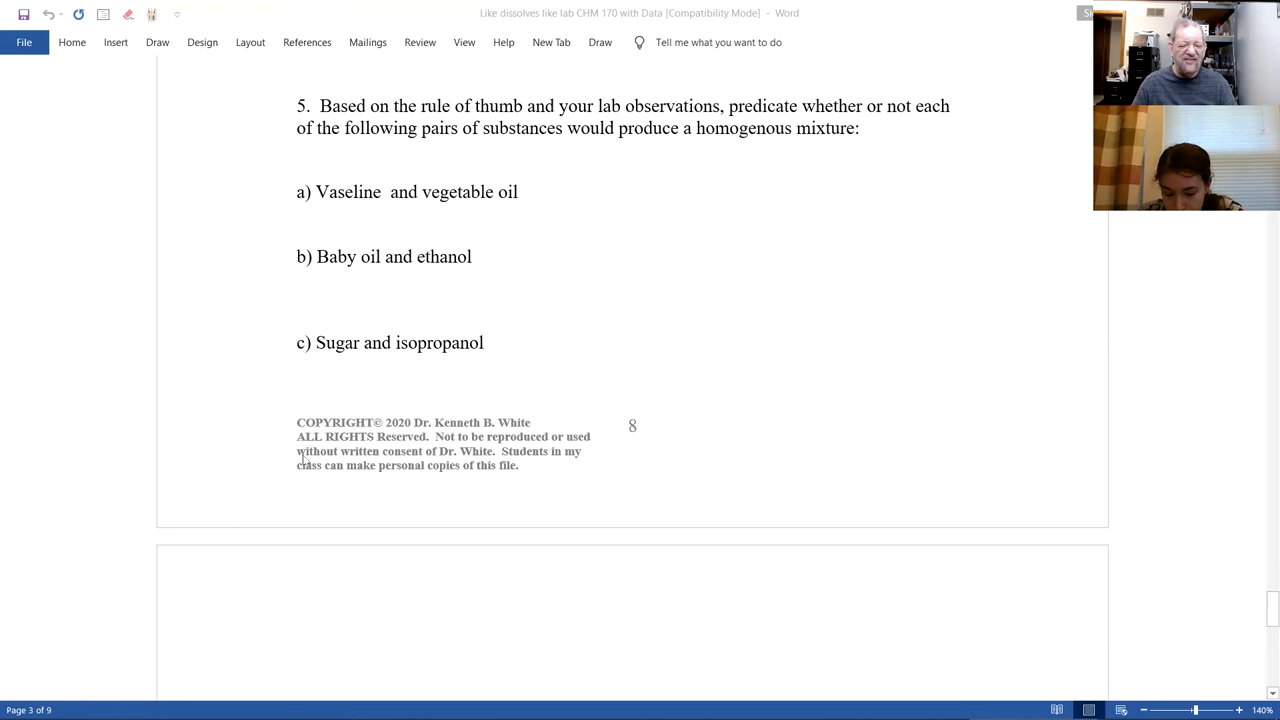 Like dissolves like lab CHM 170 with Data [Compatibility Mode] - Word
File Home Insert Draw Design Layout References Mailings Review View Help New Tab Draw Tell me what you want to do
5. Based on the rule of thumb and your lab observations, predicate whether or not each
of the following pairs of substances would produce a homogenous mixture:
a) Vaseline and vegetable oil
b) Baby oil and ethanol
c) Sugar and isopropanol
COPYRIGHT© 2020 Dr. Kenneth B. White
8
ALL RIGHTS Reserved. Not to be reproduced or used
without written consent of Dr. White. Students in my
class can make personal copies of this file.
Page 3 of 9
140%